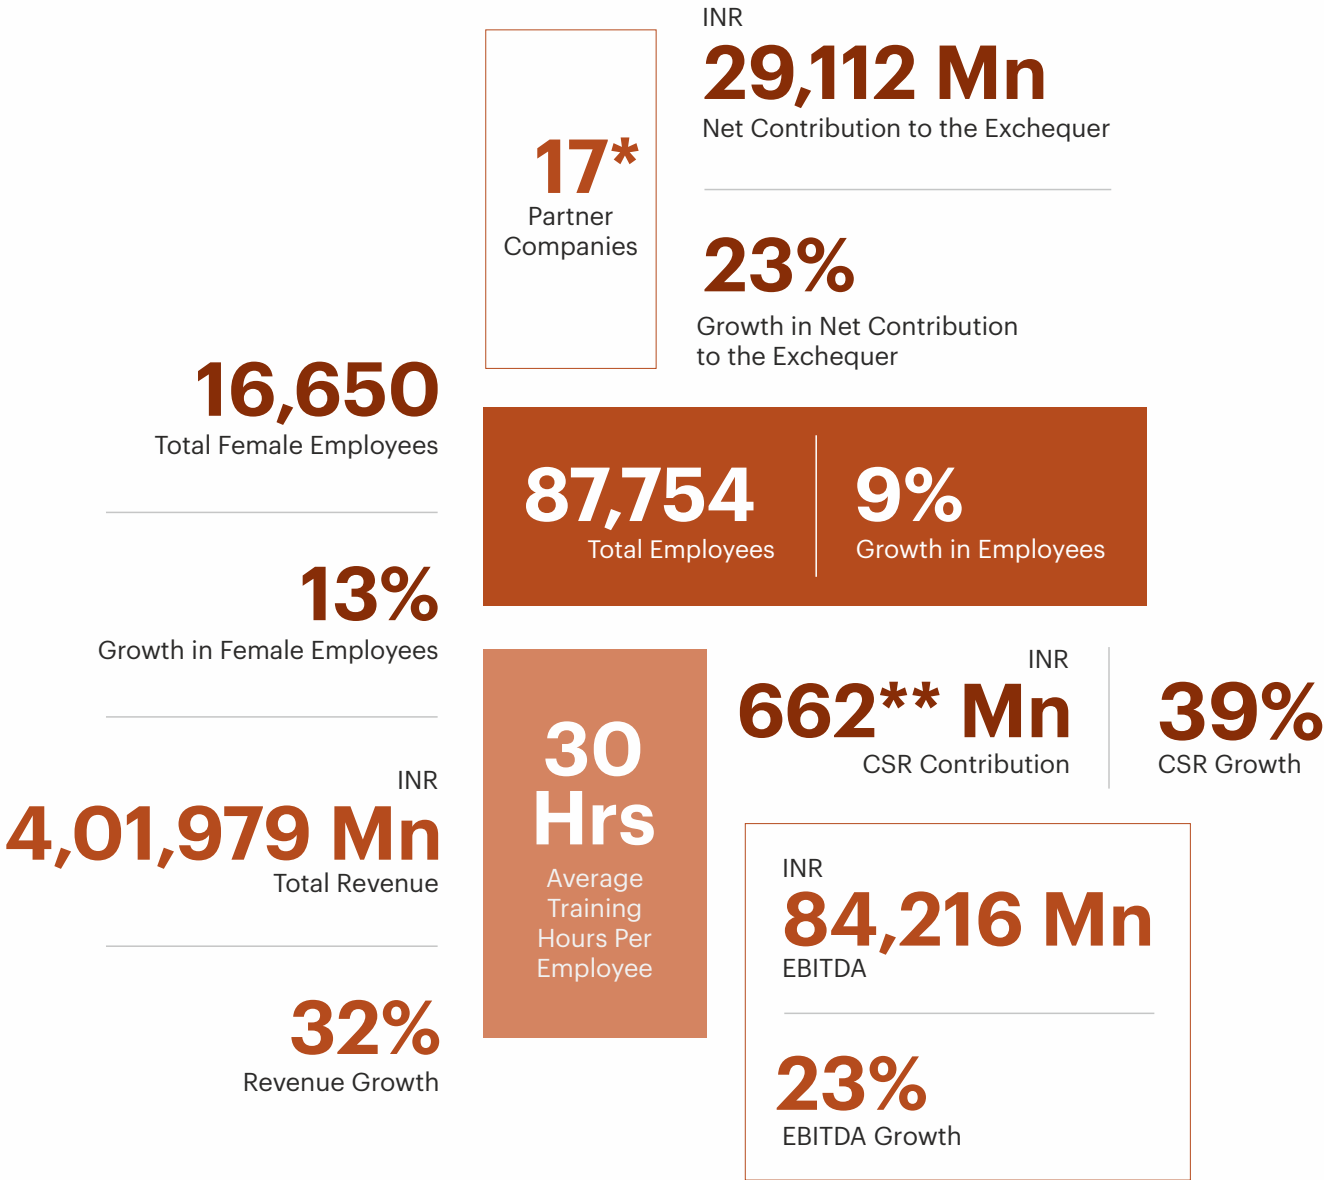 17*
Partner
Companies
INR
29,112 Mn
Net Contribution to the Exchequer
23%
Growth in Net Contribution
to the Exchequer
16,650
Total Female Employees
13%
Growth in Female Employees
INR
4,01,979 Mn
Total Revenue
32%
Revenue Growth
87,754
Total Employees
9%
Growth in Employees
30
Hrs
Average
Training
Hours Per
Employee
INR
662** Mn
CSR Contribution
39%
CSR Growth
INR
84,216 Mn
EBITDA
23%
EBITDA Growth